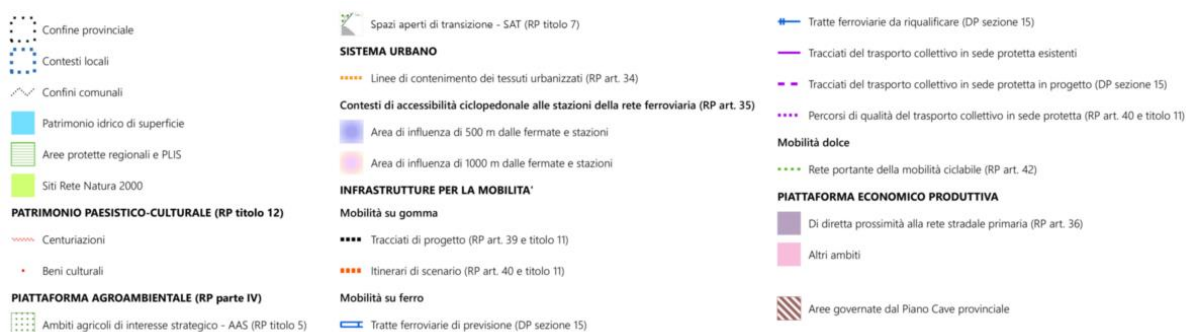 Confine provinciale
Contesti locali
Confini comunali
Patrimonio idrico di superficie
Aree protette regionali e PLIS
Siti Rete Natura 2000
PATRIMONIO PAESISTICO-CULTURALE (RP titolo 12)
Centuriazioni
Beni culturali
PIATTAFORMA AGROAMBIENTALE (RP parte IV)
Ambiti agricoli di interesse strategico - AAS (RP titolo 5)
Spazi aperti di transizione - SAT (RP titolo 7)
SISTEMA URBANO
Linee di contenimento dei tessuti urbanizzati (RP art. 34)
Contesti di accessibilità ciclopedonale alle stazioni della rete ferroviaria (RP art. 35)
Area di influenza di 500 m dalle fermate e stazioni
Area di influenza di 1000 m dalle fermate e stazioni
INFRASTRUTTURE PER LA MOBILITA'
Mobilità su gomma
Tracciati di progetto (RP art. 39 e titolo 11)
Itinerari di scenario (RP art. 40 e titolo 11)
Mobilità su ferro
Tratte ferroviarie di previsione (DP sezione 15)
Tratte ferroviarie da riqualificare (DP sezione 15)
Tracciati del trasporto collettivo in sede protetta esistenti
Tracciati del trasporto collettivo in sede protetta in progetto (DP sezione 15)
Percorsi di qualità del trasporto collettivo in sede protetta (RP art. 40 e titolo 11)
Mobilità dolce
Rete portante della mobilità ciclabile (RP art. 42)
PIATTAFORMA ECONOMICO PRODUTTIVA
Di diretta prossimità alla rete stradale primaria (RP art. 36)
Altri ambiti
Aree governate dal Piano Cave provinciale